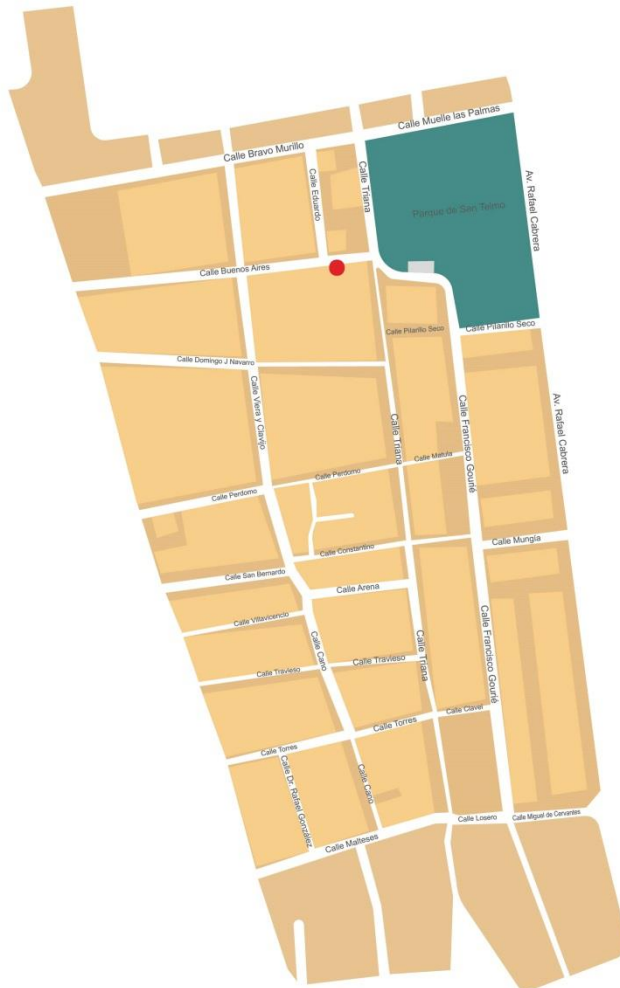 Calle Muelle las Palmas
Calle Bravo Murillo
Calle Eduardo
Calle Triana
Av. Rafael Cabrera
Parque de San Telmo
Calle Buenos Aires
Calle Pilarillo Seco
Calle Pilarillo Seco
Calle Domingo J Navarro
Calle Viera y Clavijo
Calle Triana
Calle Francisco Gourié
Av. Rafael Cabrera
Calle Matula
Calle Perdomo
Calle Perdomo
Calle Constantino
Calle Mungía
Calle San Bernardo
Calle Arena
Calle Villavicencio
Calle Cano
Calle Triana
Calle Francisco Gourié
Calle Travieso
Calle Travieso
Calle Clavel
Calle Torres
Calle Torres
Calle Dr. Rafael González
Calle Cano
Calle Losero
Calle Miguel de Cervantes
Calle Malteses